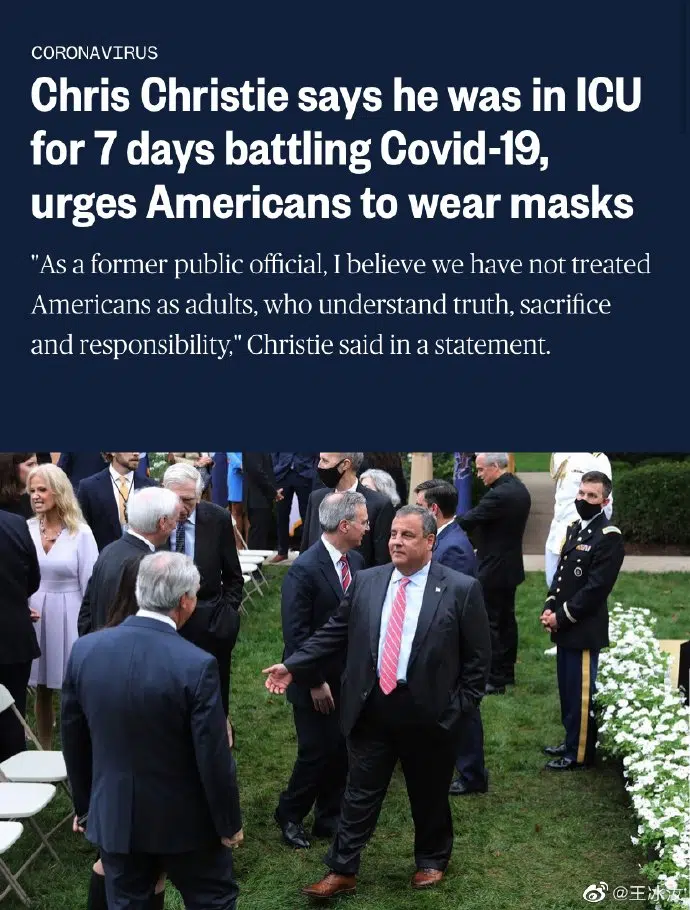 CORONAVIRUS
Chris Christie says he was in ICU
for 7 days battling Covid-19,
urges Americans to wear masks
"As a former public official, I believe we have not treated
Americans as adults, who understand truth, sacrifice
and responsibility," Christie said in a statement.
@王冰汝